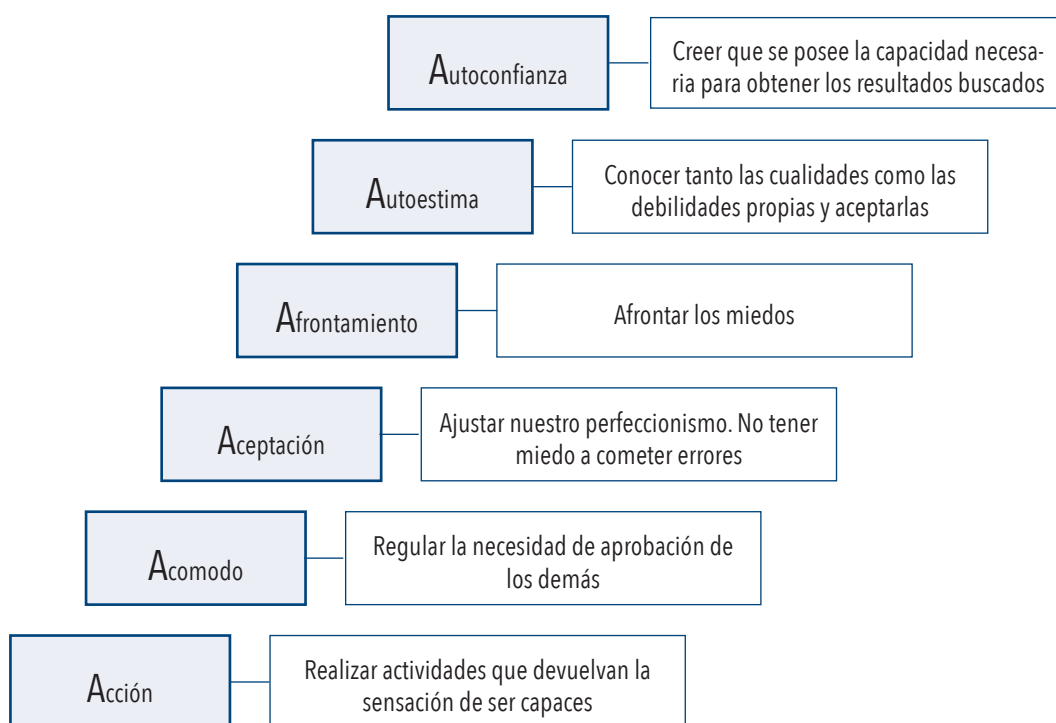 Autoconfianza
Creer que se posee la capacidad necesa-
ria para obtener los resultados buscados
Autoestima
Conocer tanto las cualidades como las
debilidades propias y aceptarlas
Afrontamiento
Afrontar los miedos
Aceptación
Ajustar nuestro perfeccionismo. No tener
miedo a cometer errores
Acomodo
Regular la necesidad de aprobación de
los demás
Acción
Realizar actividades que devuelvan la
sensación de ser capaces